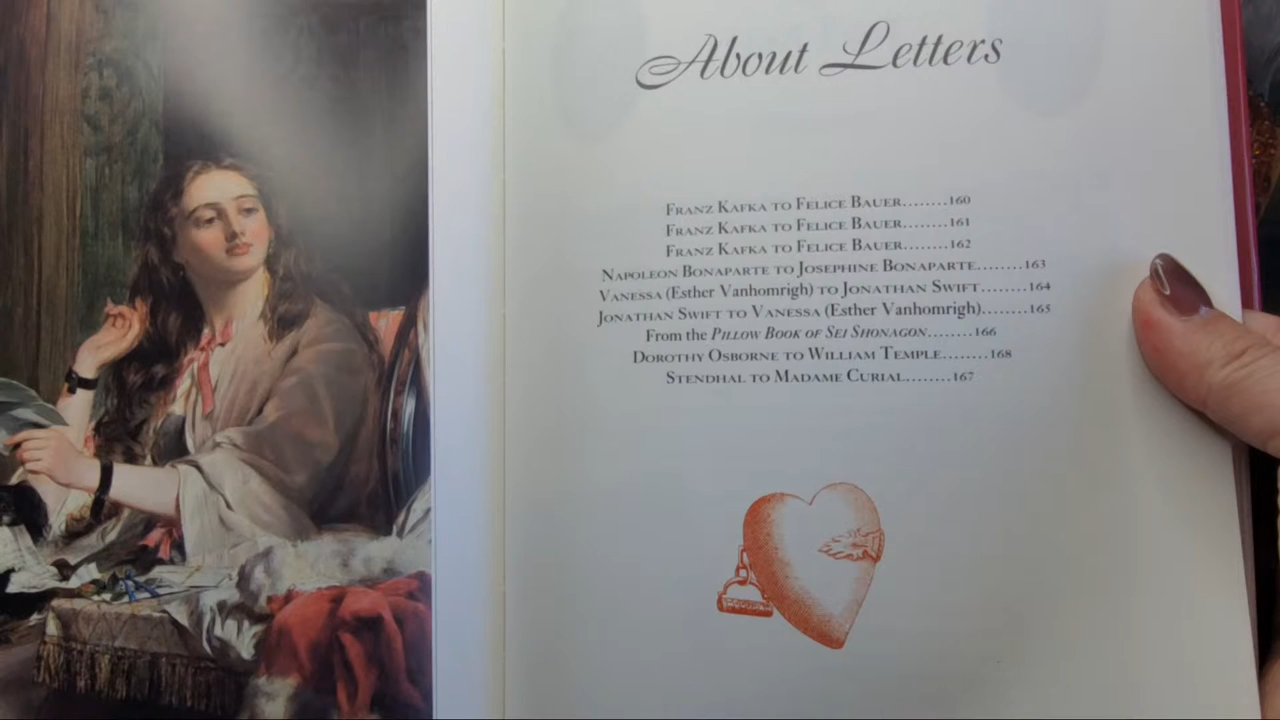 About Letters
FRANZ KAFKA TO FELICE BAUER........160
FRANZ KAFKA TO FELICE BAUER........161
FRANZ KAFKA TO FELICE BAUER........162
NAPOLEON BONAPARTE TO JOSEPHINE BONAPARTE........163
VANESSA (Esther Vanhomrigh) TO JONATHAN SWIFT........164
JONATHAN SWIFT TO VANESSA (Esther Vanhomrigh)........165
From the PILLOW BOOK OF SEI SHONAGON........166
DOROTHY OSBORNE TO WILLIAM TEMPLE........168
STENDHAL TO MADAME CURIAL........167